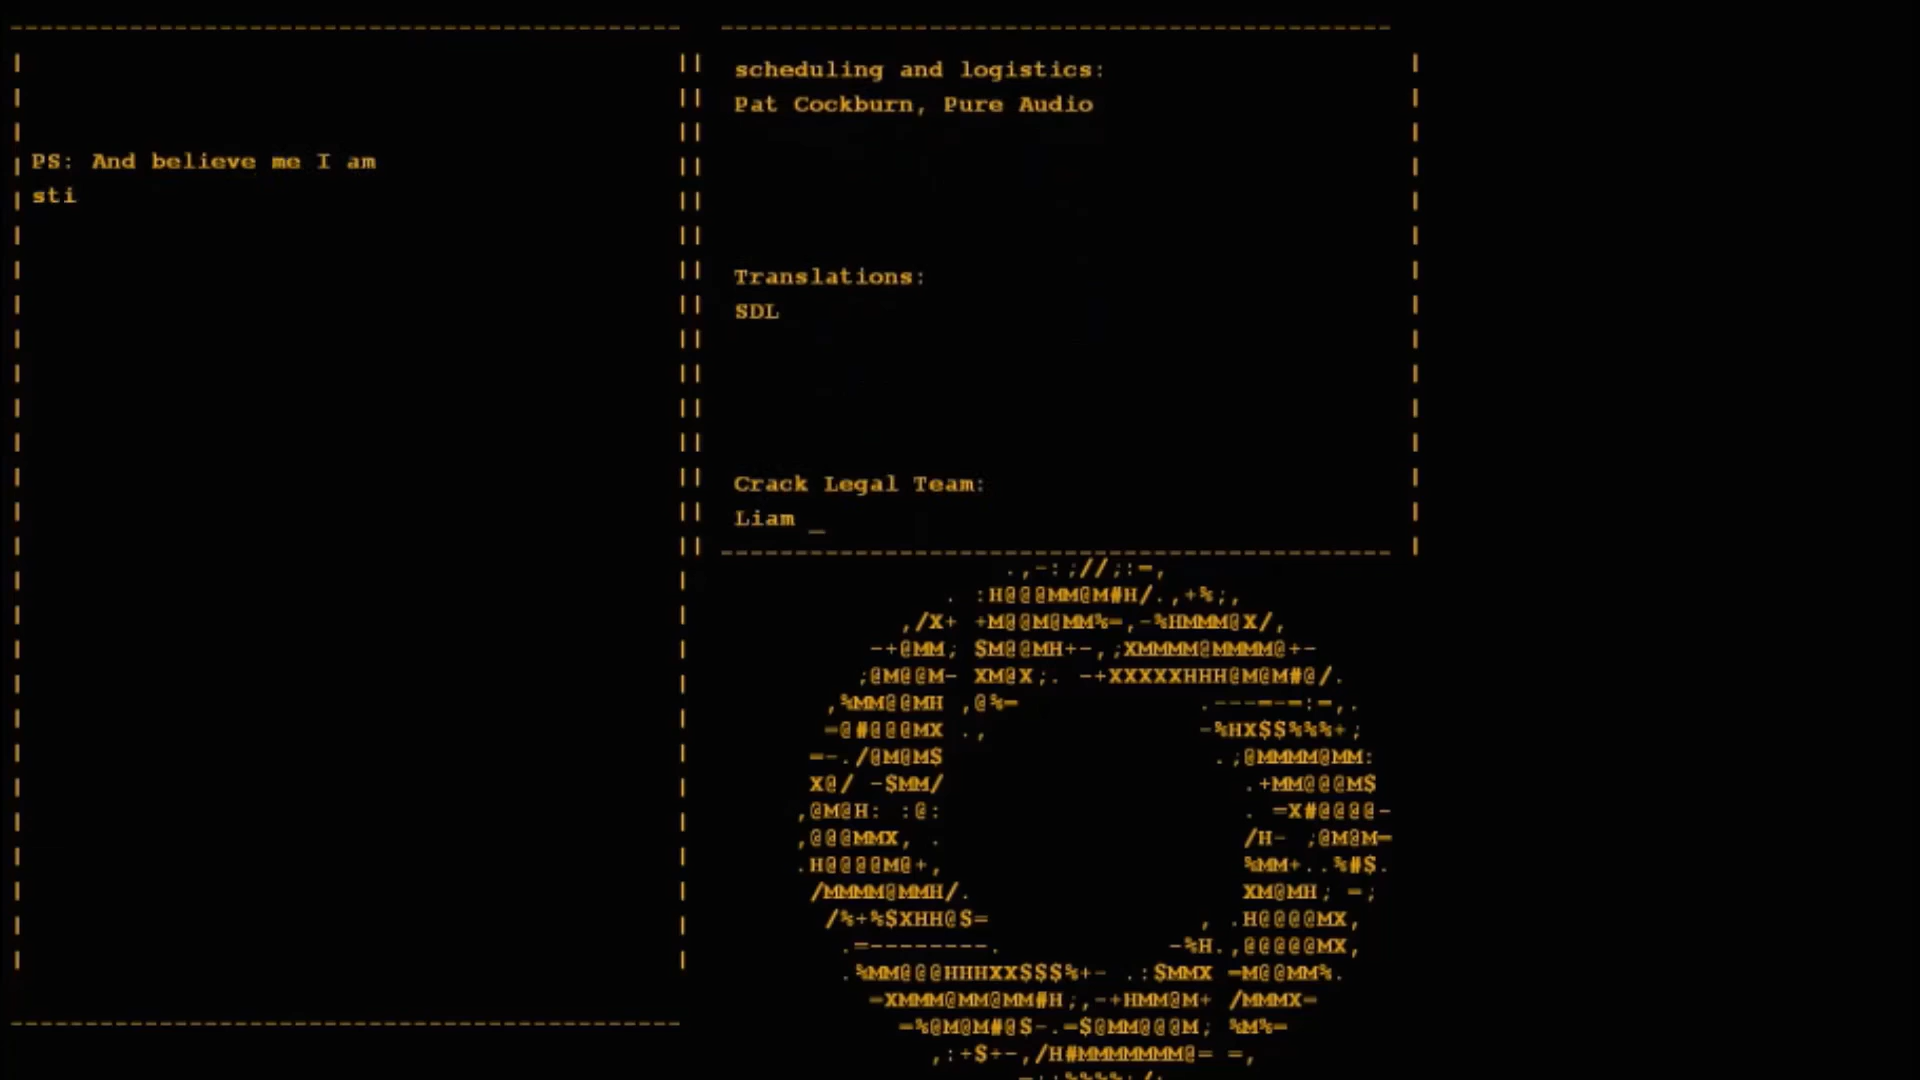 PS: And believe me I am
sti
scheduling and logistics:
Pat Cockburn, Pure Audio
Translations:
SDL
Crack Legal Team:
Liam _